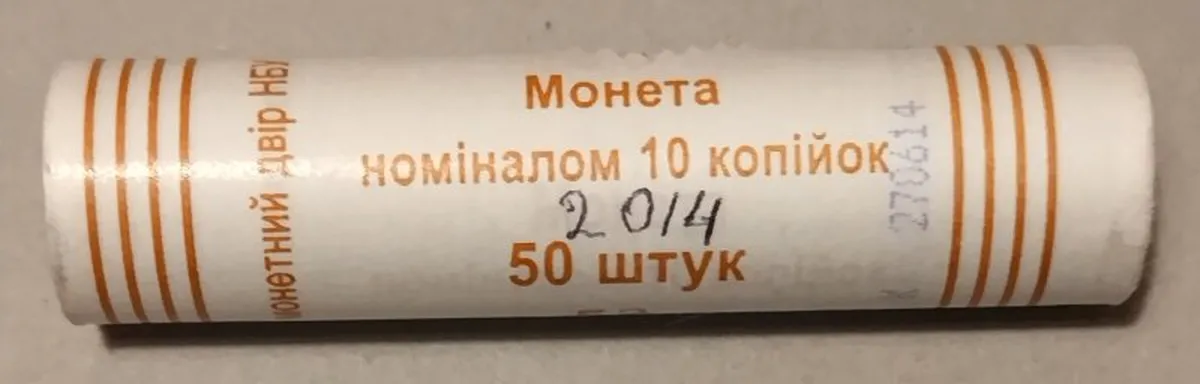 Монетний двір НБУ
Монета
номіналом 10 копійок
2014
50 штук
270614